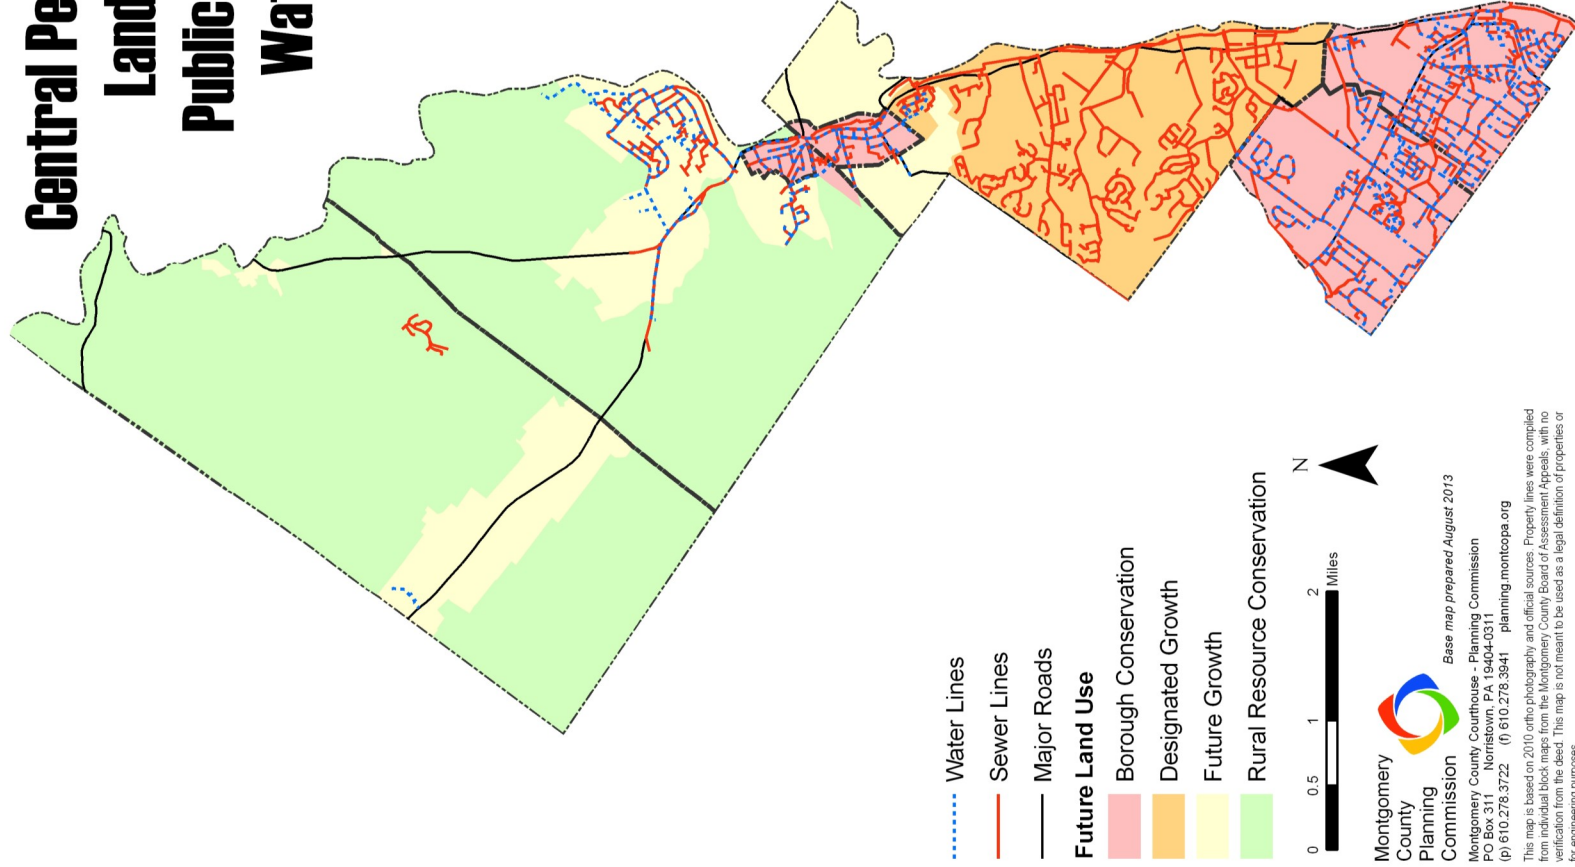 Central Pe
Land
Public
Wa
Water Lines
Sewer Lines
Major Roads
Future Land Use
Borough Conservation
Designated Growth
Future Growth
Rural Resource Conservation
N
0 0.5 1 2
Miles
Montgomery
County
Planning
Commission
Base map prepared August 2013
Montgomery County Courthouse - Planning Commission
PO Box 311 Norristown, PA 19404-0311
(p) 610.278.3722 (f) 610.278.3941 planning.montcopa.org
This map is based on 2010 ortho photography and official sources. Property lines were compiled
from individual block maps from the Montgomery County Board of Assessment Appeals, with no
verification from the deed. This map is not meant to be used as a legal definition of properties or
for engineering purposes